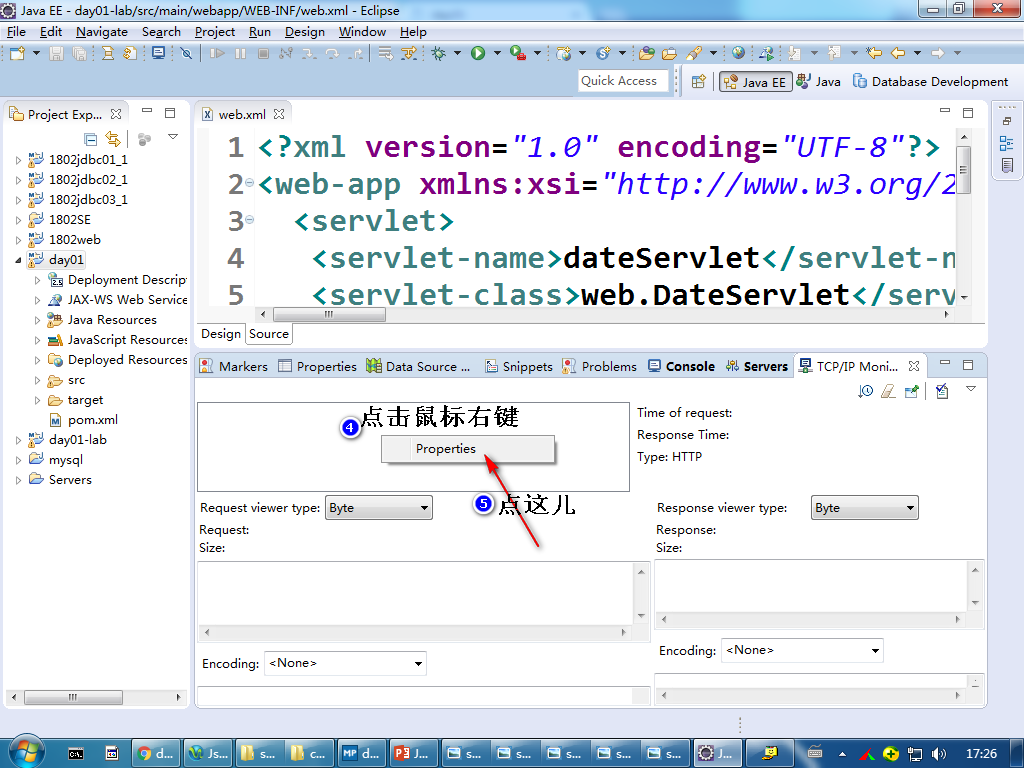 Java EE - day01-lab/src/main/webapp/WEB-INF/web.xml - Eclipse
File Edit Navigate Search Project Run Design Window Help
Quick Access
Java EE
Java
Database Development
Project Exp...
1802jdbc01_1
1802jdbc02_1
1802jdbc03_1
1802SE
1802web
day01
Deployment Descrip
JAX-WS Web Service
Java Resources
JavaScript Resources
Deployed Resources
src
target
pom.xml
day01-lab
mysql
Servers
web.xml
1 <?xml version="1.0" encoding="UTF-8"?>
2 <web-app xmlns:xsi="http://www.w3.org/2
3 <servlet>
4 <servlet-name>dateServlet</servlet-n
5 <servlet-class>web.DateServlet</serv
Design Source
Markers Properties Data Source ... Snippets Problems Console Servers TCP/IP Moni...
4 点击鼠标右键
Properties
5 点这儿
Time of request:
Response Time:
Type: HTTP
Request viewer type: Byte
Response viewer type: Byte
Request:
Size:
Response:
Size:
Encoding: <None>
Encoding: <None>
C:\.
d...
Js...
s...
c...
MP d...
J...
s...
s...
s...
s...
s...
J...
17:26